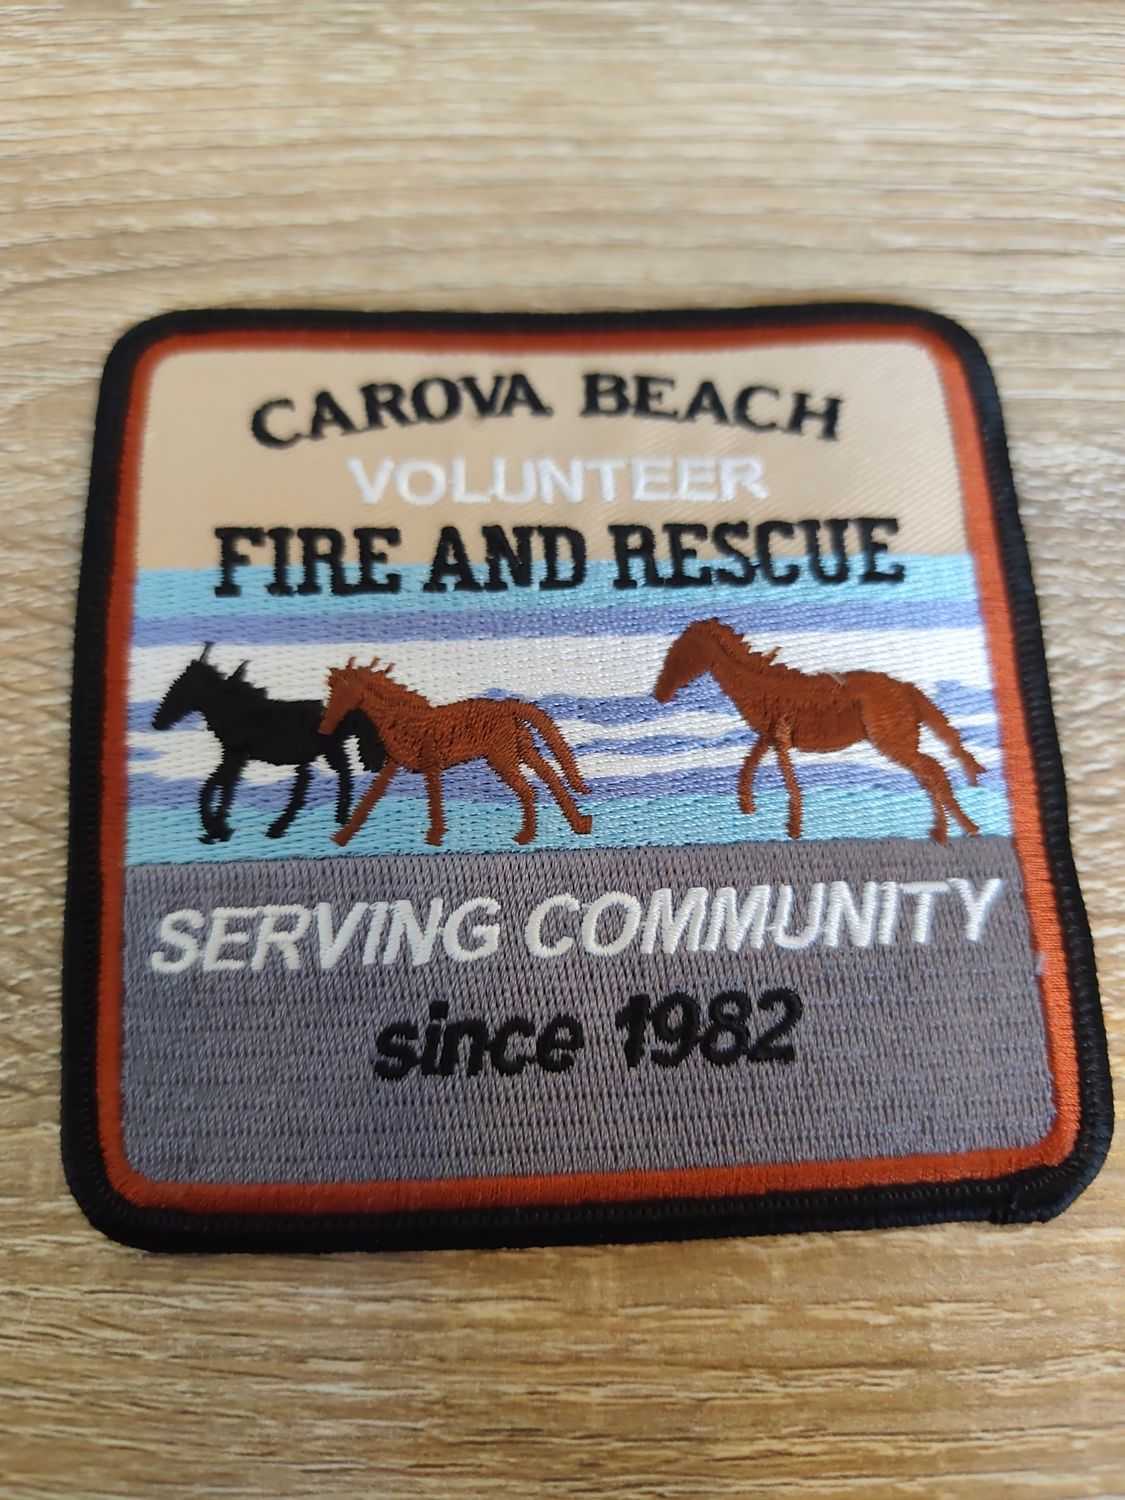 CAROVA BEACH
VOLUNTEER
FIRE AND RESCUE
SERVING COMMUNITY
since 1982